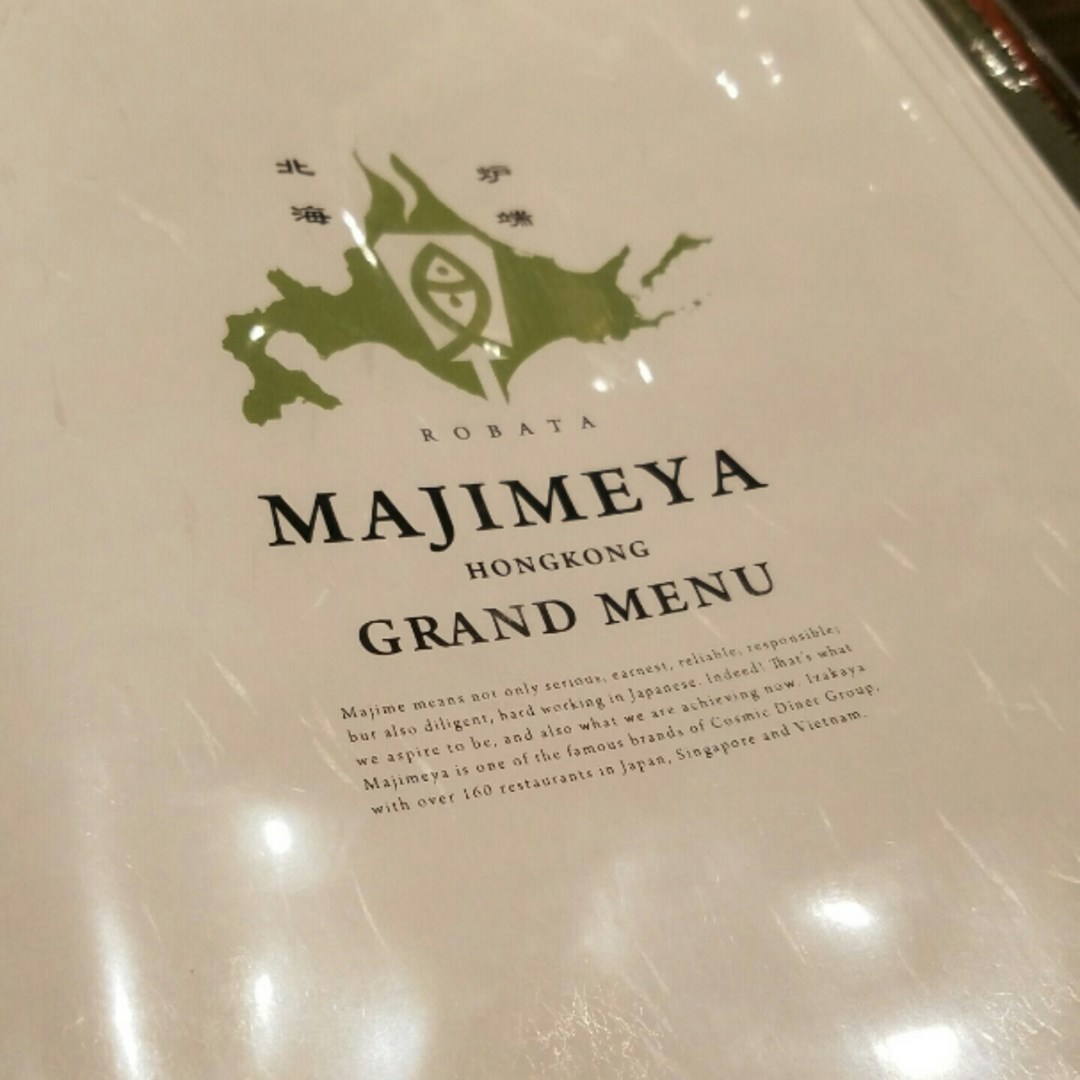 北海
炉端
ROBATA
MAJIMEYA
HONGKONG
GRAND MENU
Majime means not only serious, earnest, reliable, responsible;
but also diligent, hard working in Japanese. Indeed! That's what
we aspire to be, and also what we are achieving now. Izakaya
Majimeya is one of the famous brands of Cosmic Diner Group,
with over 160 restaurants in Japan, Singapore and Vietnam.